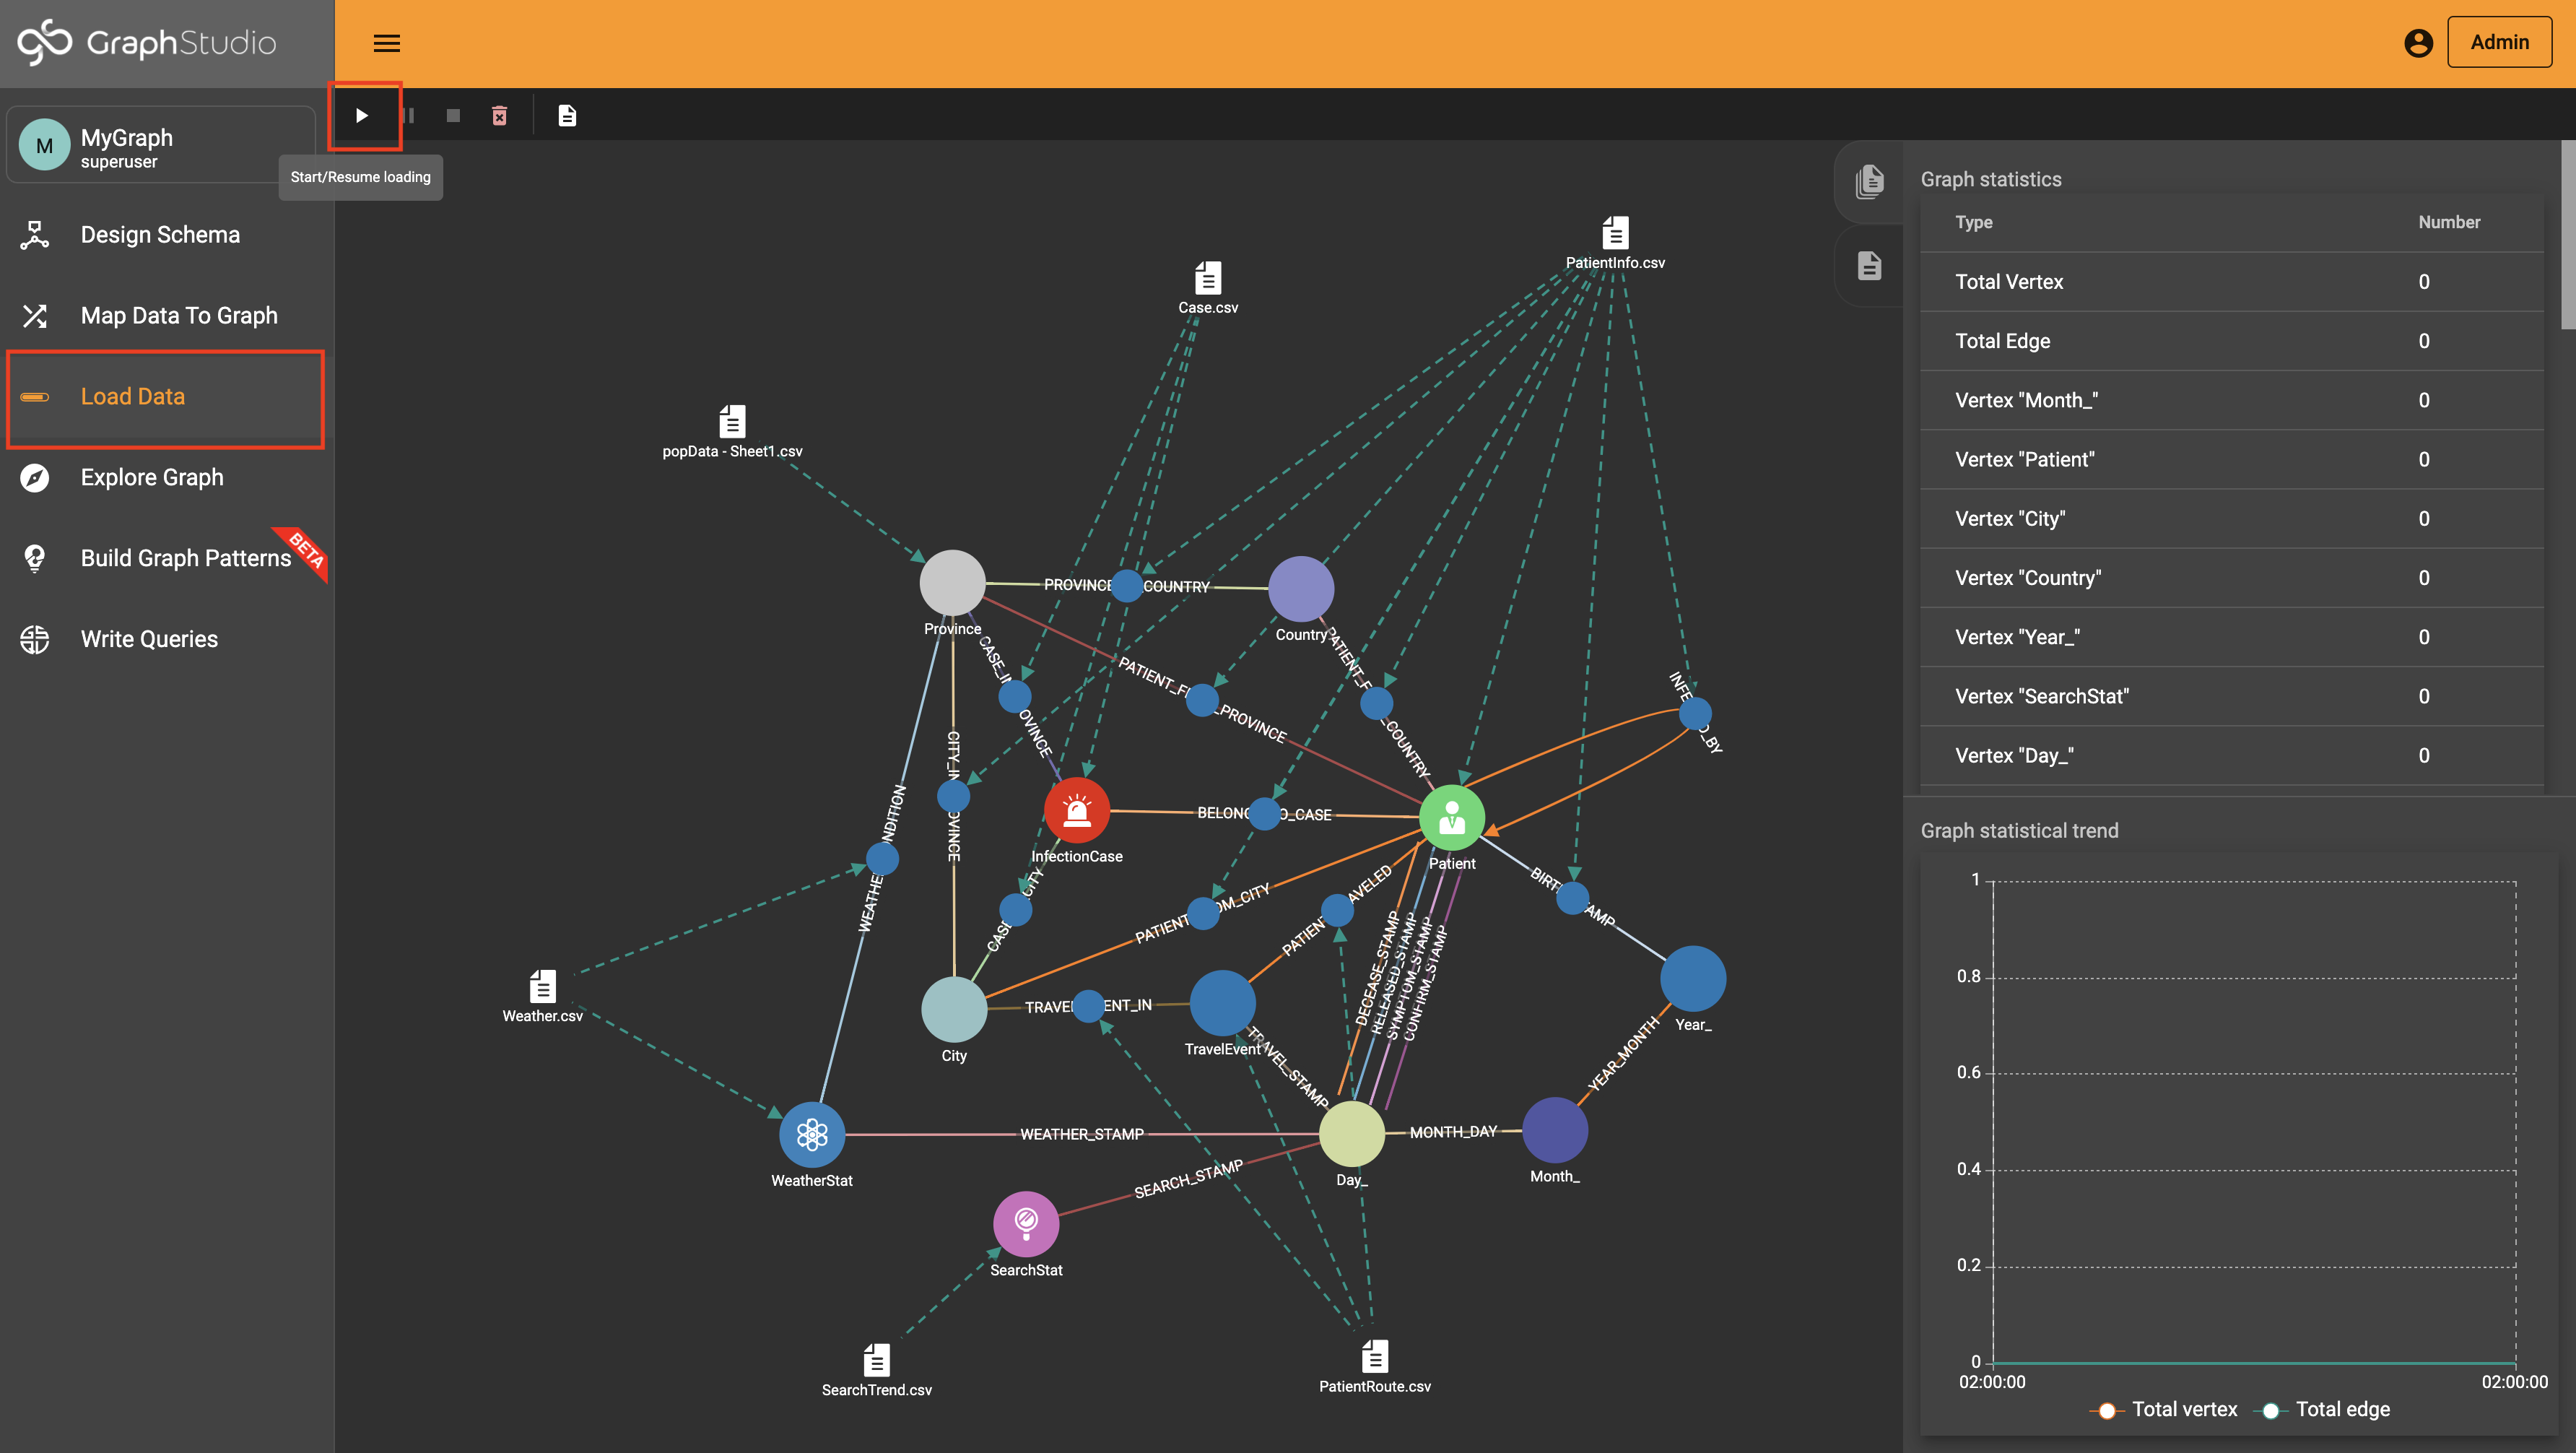 GraphStudio
Admin
M
MyGraph
superuser
Start/Resume loading
Design Schema
Map Data To Graph
Load Data
Explore Graph
Build Graph Patterns
BETA
Write Queries
PatientInfo.csv
Case.csv
popData - Sheet1.csv
PROVINCE COUNTRY
Province
Country
CASE_I OVINCE
PATIENT_F _PROVINCE
PATIENT_F _COUNTRY
INFE D_BY
CITY_IN OVINCE
WEATHE NDITION
BELONG O_CASE
InfectionCase
Patient
CASE CITY
PATIENT OM_CITY
PATIEN AVELED
BIRT AMP
DECEASE_STAMP
RELEASED_STAMP
SYMPTOM_STAMP
CONFIRM_STAMP
Weather.csv
TRAVE ENT_IN
City
TravelEvent
TRAVEL_STAMP
Year_
YEAR_MONTH
WEATHER_STAMP
MONTH_DAY
WeatherStat
Day_
Month_
SEARCH_STAMP
SearchStat
SearchTrend.csv
PatientRoute.csv
Graph statistics
Type Number
Total Vertex 0
Total Edge 0
Vertex "Month_" 0
Vertex "Patient" 0
Vertex "City" 0
Vertex "Country" 0
Vertex "Year_" 0
Vertex "SearchStat" 0
Vertex "Day_" 0
Graph statistical trend
1
0.8
0.6
0.4
0.2
0
02:00:00 02:00:00
Total vertex Total edge